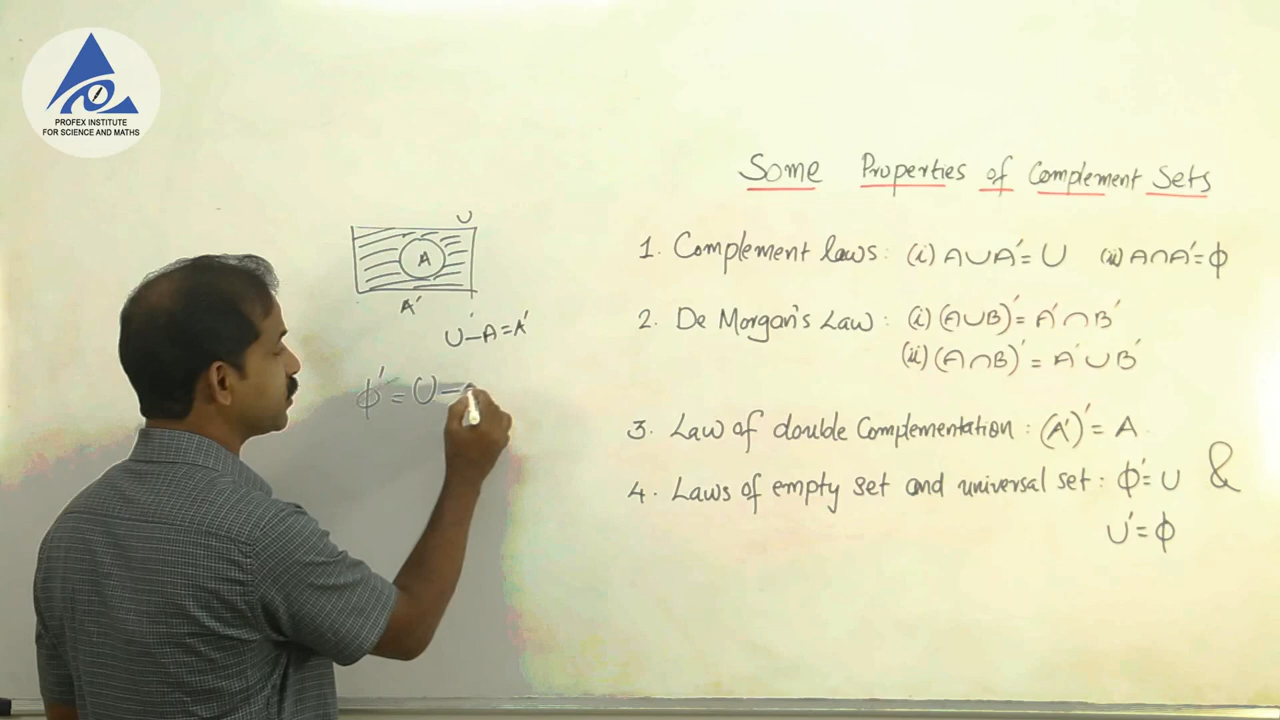 PROFEX INSTITUTE
FOR SCIENCE AND MATHS
Some Properties of Complement Sets
1. Complement laws : (i) A∪A′ = U (ii) A∩A′ = ϕ
2. De Morgan's Law : (i) (A∪B)′ = A′∩B′
(ii) (A∩B)′ = A′∪B′
3. Law of double Complementation : (A′)′ = A
4. Laws of empty set and universal set : ϕ′ = U &
U′ = ϕ
U
A
A′
U − A = A′
ϕ′ = U −